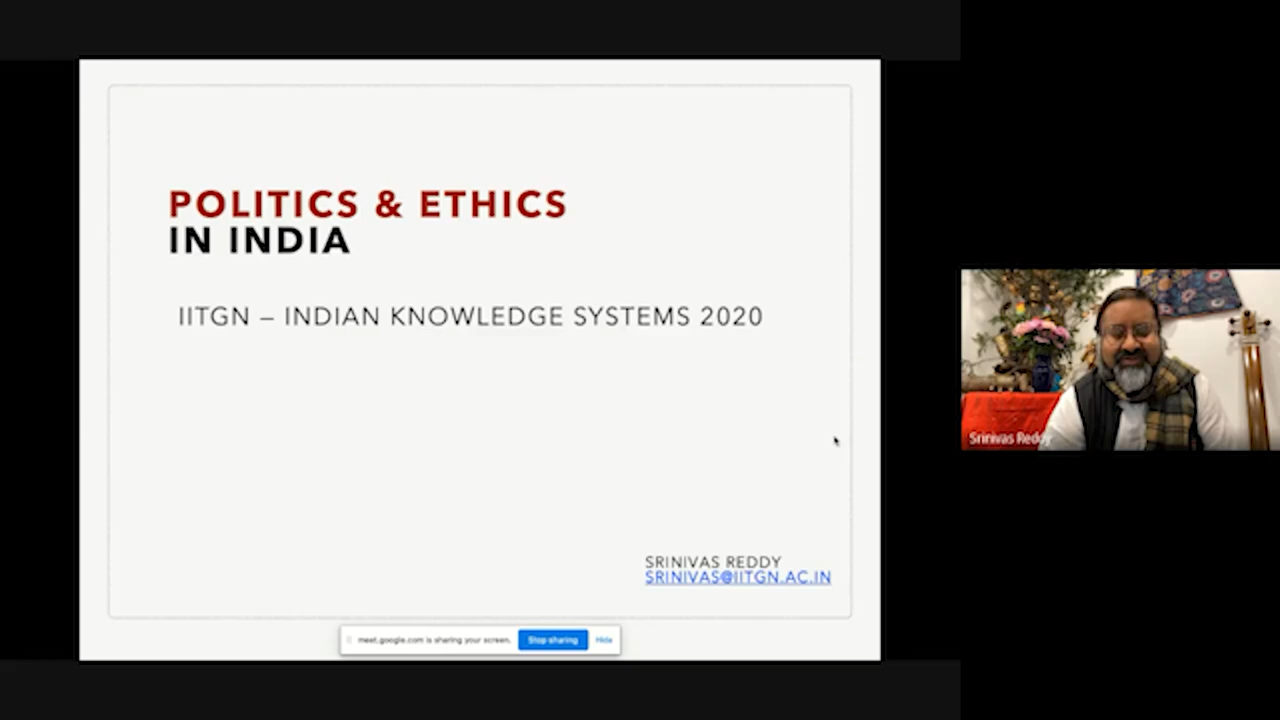 POLITICS & ETHICS
IN INDIA
IITGN – INDIAN KNOWLEDGE SYSTEMS 2020
SRINIVAS REDDY
SRINIVAS@IITGN.AC.IN
meet.google.com is sharing your screen. Stop sharing Hide
Srinivas Reddy